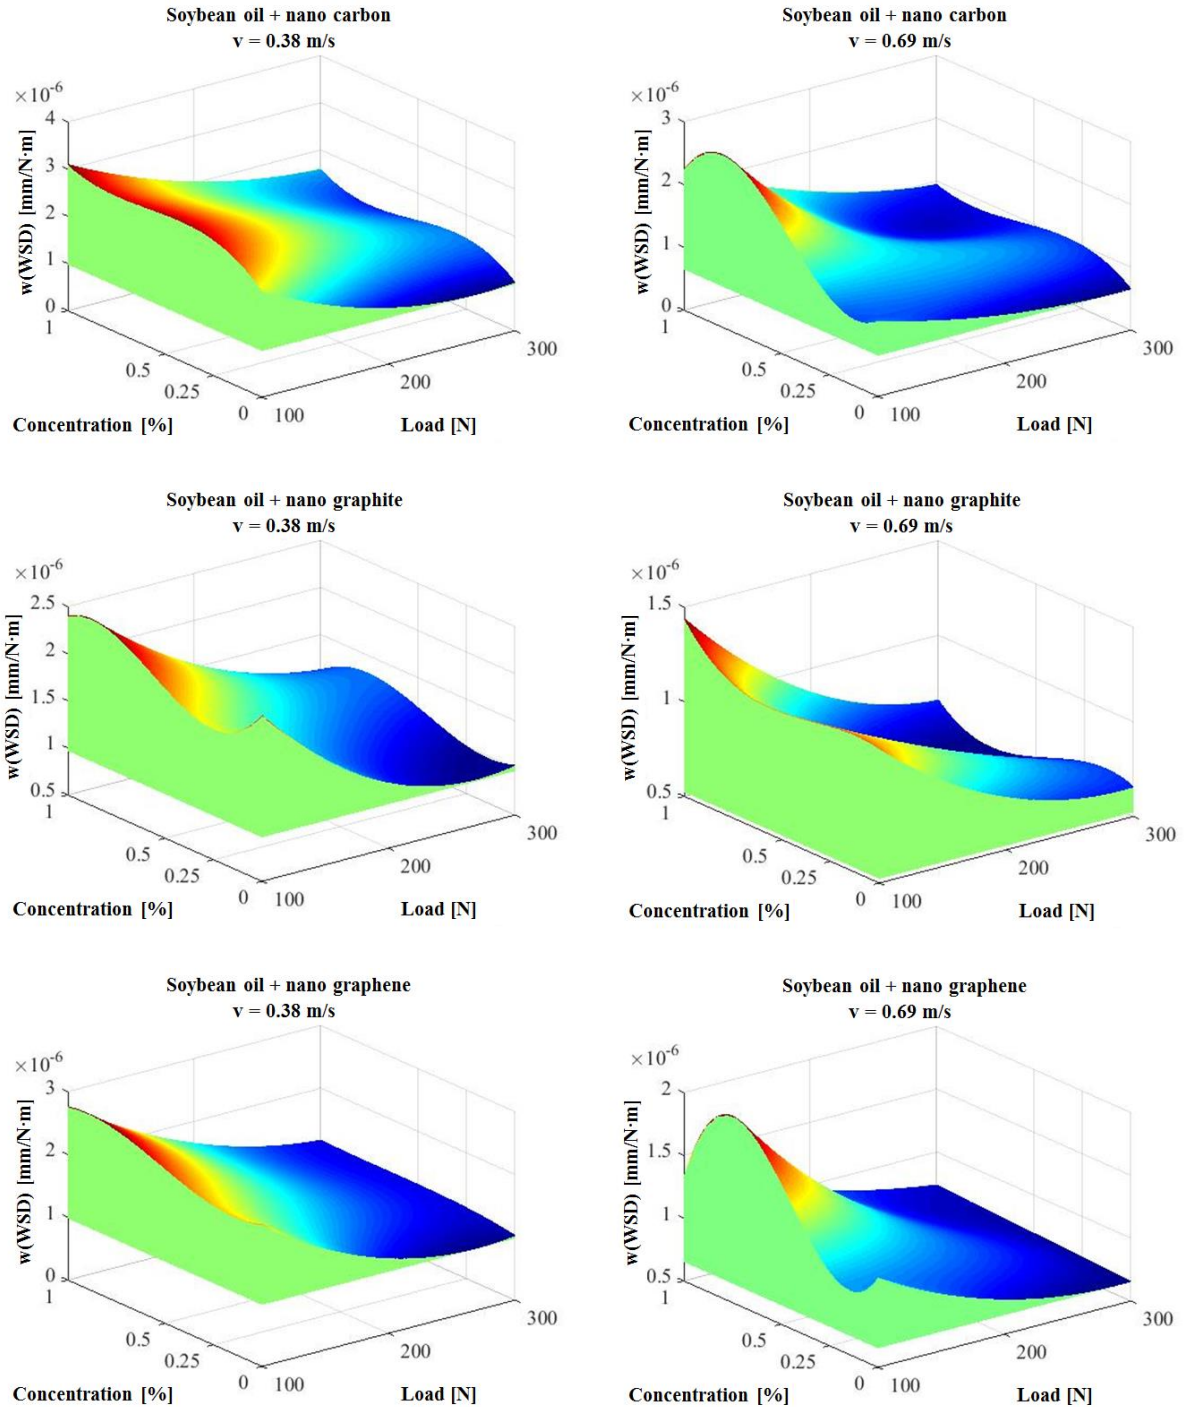 Soybean oil + nano carbon
v = 0.38 m/s
×10⁻⁶
w(WSD) [mm/N·m]
4
3
2
1
0
1
0.5
0.25
0
100
200
300
Concentration [%]
Load [N]
Soybean oil + nano carbon
v = 0.69 m/s
×10⁻⁶
w(WSD) [mm/N·m]
3
2
1
0
1
0.5
0.25
0
100
200
300
Concentration [%]
Load [N]
Soybean oil + nano graphite
v = 0.38 m/s
×10⁻⁶
w(WSD) [mm/N·m]
2.5
2
1.5
1
0.5
1
0.5
0.25
0
100
200
300
Concentration [%]
Load [N]
Soybean oil + nano graphite
v = 0.69 m/s
×10⁻⁶
w(WSD) [mm/N·m]
1.5
1
0.5
1
0.5
0.25
0
100
200
300
Concentration [%]
Load [N]
Soybean oil + nano graphene
v = 0.38 m/s
×10⁻⁶
w(WSD) [mm/N·m]
3
2
1
0
1
0.5
0.25
0
100
200
300
Concentration [%]
Load [N]
Soybean oil + nano graphene
v = 0.69 m/s
×10⁻⁶
w(WSD) [mm/N·m]
2
1.5
1
0.5
1
0.5
0.25
0
100
200
300
Concentration [%]
Load [N]